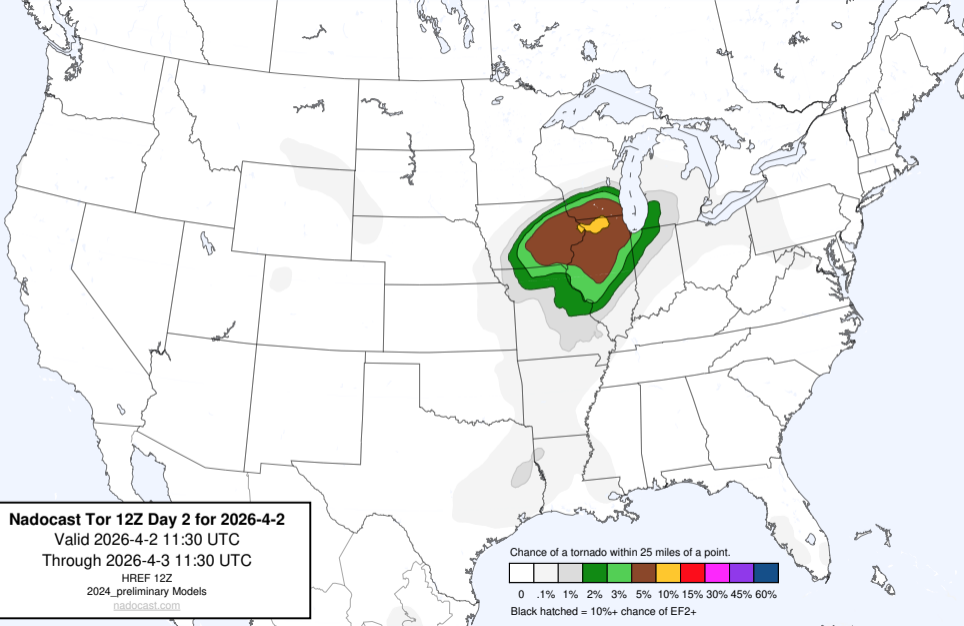 Nadocast Tor 12Z Day 2 for 2026-4-2
Valid 2026-4-2 11:30 UTC
Through 2026-4-3 11:30 UTC
HREF 12Z
2024_preliminary Models
nadocast.com
Chance of a tornado within 25 miles of a point.
0 .1% 1% 2% 3% 5% 10% 15% 30% 45% 60%
Black hatched = 10%+ chance of EF2+